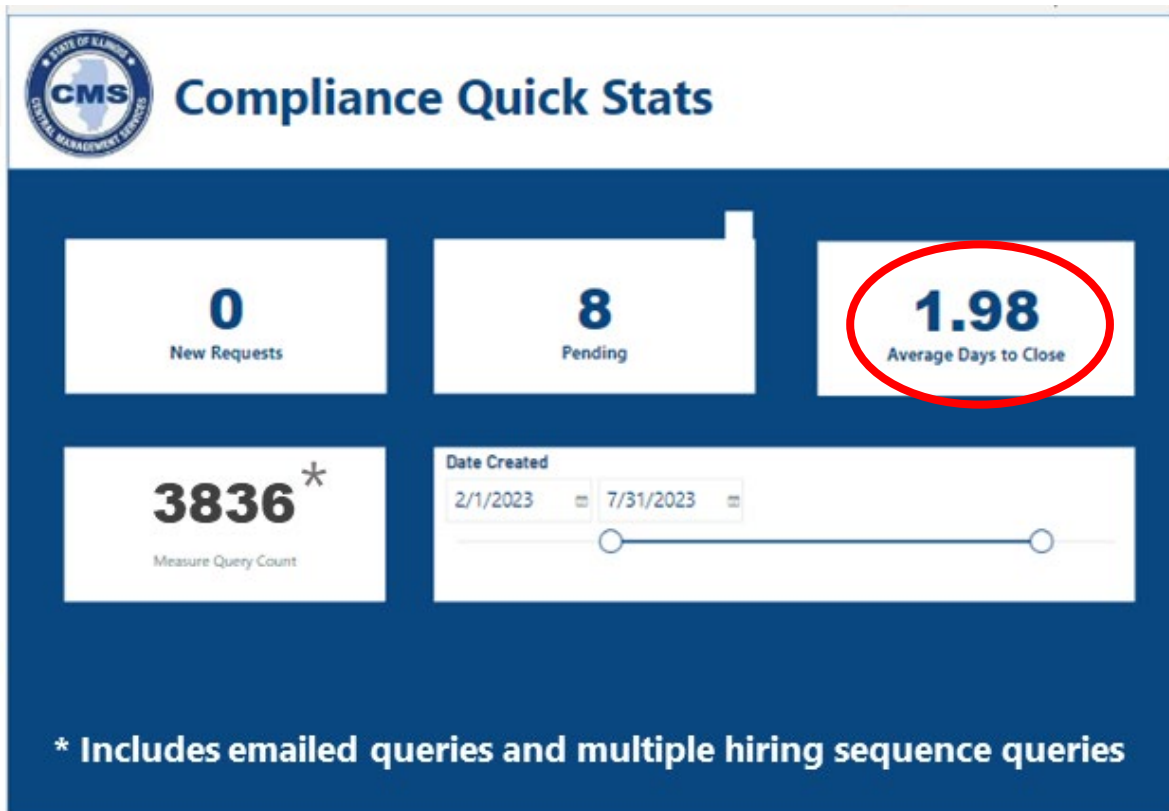 STATE OF ILLINOIS
CMS
CENTRAL MANAGEMENT SERVICES
Compliance Quick Stats
0
New Requests
8
Pending
1.98
Average Days to Close
3836*
Measure Query Count
Date Created
2/1/2023 7/31/2023
* Includes emailed queries and multiple hiring sequence queries